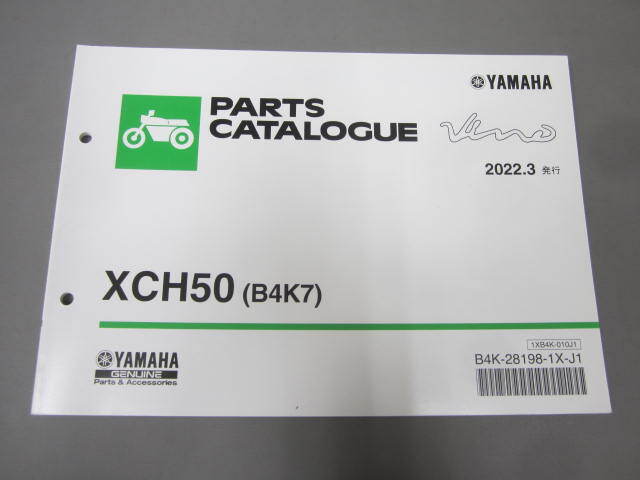 YAMAHA
PARTS
CATALOGUE
Vino
2022.3 発行
XCH50 (B4K7)
1XB4K-010J1
B4K-28198-1X-J1
YAMAHA
GENUINE
Parts & Accessories